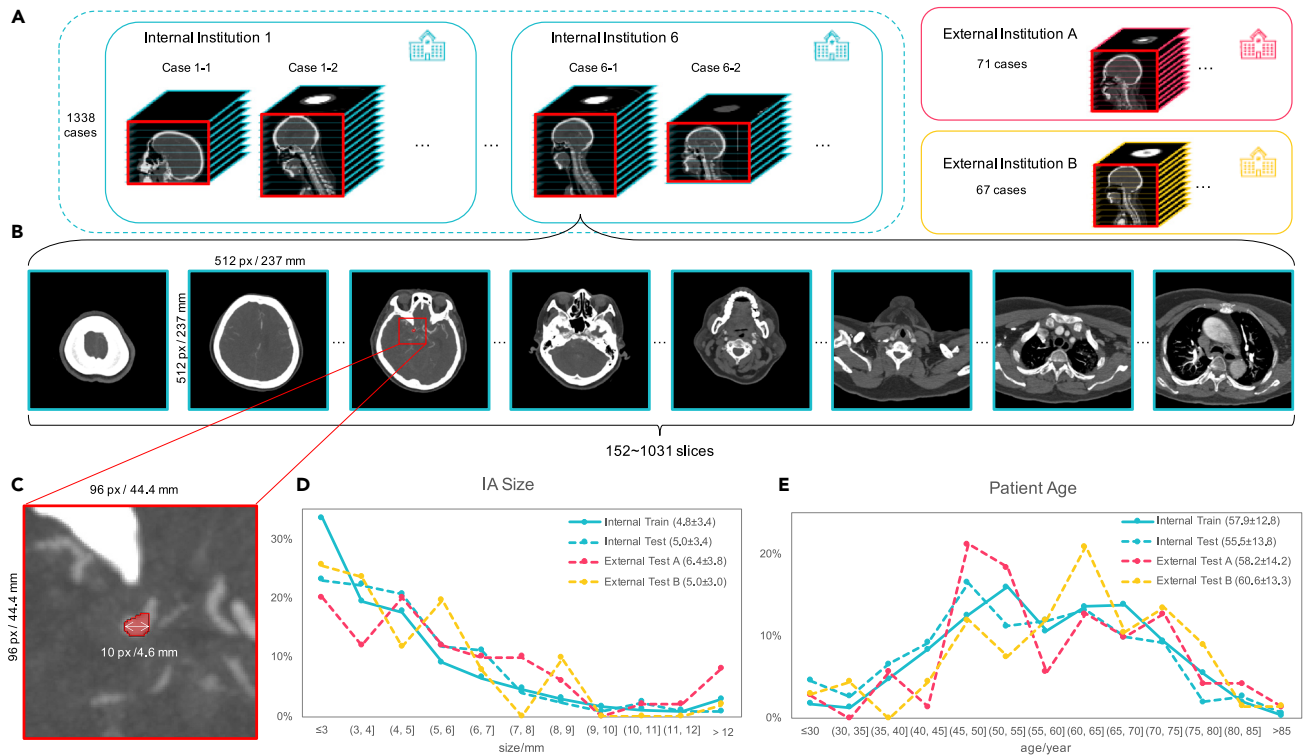 A
Internal Institution 1
Case 1-1
Case 1-2
1338
cases
...
...
Internal Institution 6
Case 6-1
Case 6-2
...
External Institution A
71 cases
...
External Institution B
67 cases
...
B
512 px / 237 mm
512 px / 237 mm
...
...
...
...
...
...
152~1031 slices
C
96 px / 44.4 mm
96 px / 44.4 mm
10 px /4.6 mm
D
IA Size
Internal Train (4.8±3.4)
Internal Test (5.0±3.4)
External Test A (6.4±3.8)
External Test B (5.0±3.0)
30%
20%
10%
0%
≤3 (3, 4] (4, 5] (5, 6] (6, 7] (7, 8] (8, 9] (9, 10] (10, 11] (11, 12] > 12
size/mm
E
Patient Age
Internal Train (57.9±12.8)
Internal Test (55.5±13.8)
External Test A (58.2±14.2)
External Test B (60.6±13.3)
20%
10%
0%
≤30 (30, 35] (35, 40] (40, 45] (45, 50] (50, 55] (55, 60] (60, 65] (65, 70] (70, 75] (75, 80] (80, 85] >85
age/year